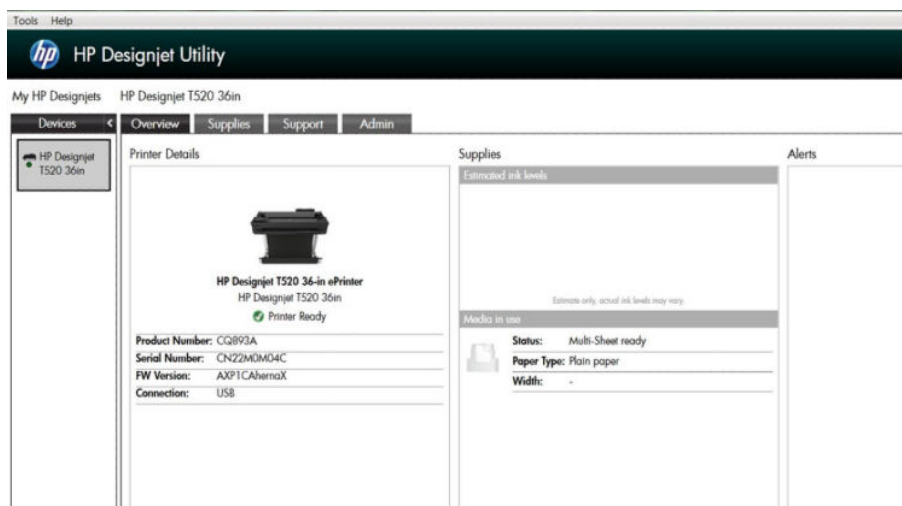 Tools Help
hp HP Designjet Utility
My HP Designjets HP Designjet T520 36in
Devices < Overview Supplies Support Admin
HP Designjet
T520 36in
Printer Details
HP Designjet T520 36-in ePrinter
HP Designjet T520 36in
Printer Ready
Product Number: CQ893A
Serial Number: CN22M0M04C
FW Version: AXP1CAhernaX
Connection: USB
Supplies
Estimated ink levels
Estimate only, actual ink levels may vary.
Media in use
Status: Multi-Sheet ready
Paper Type: Plain paper
Width: -
Alerts